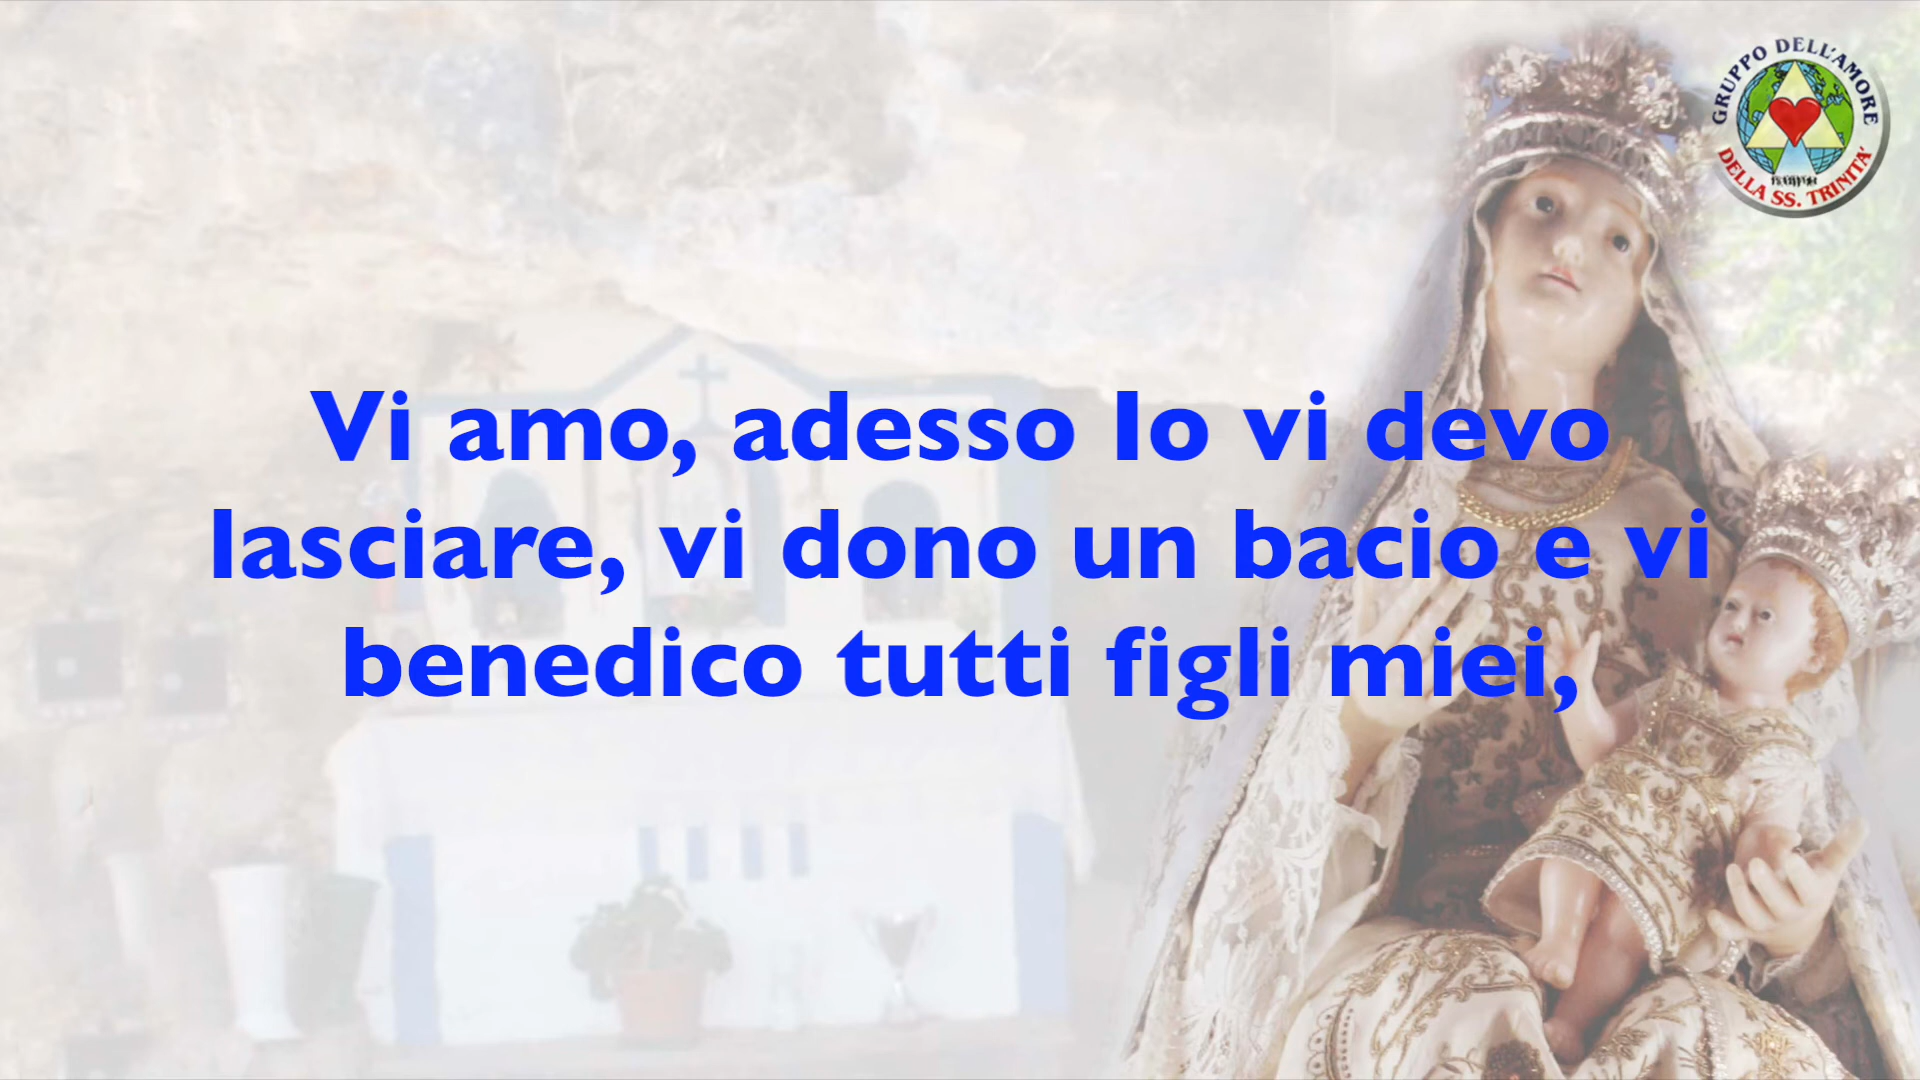 GRUPPO DELL'AMORE
DELLA SS. TRINITA'
Vi amo, adesso Io vi devo
lasciare, vi dono un bacio e vi
benedico tutti figli miei,